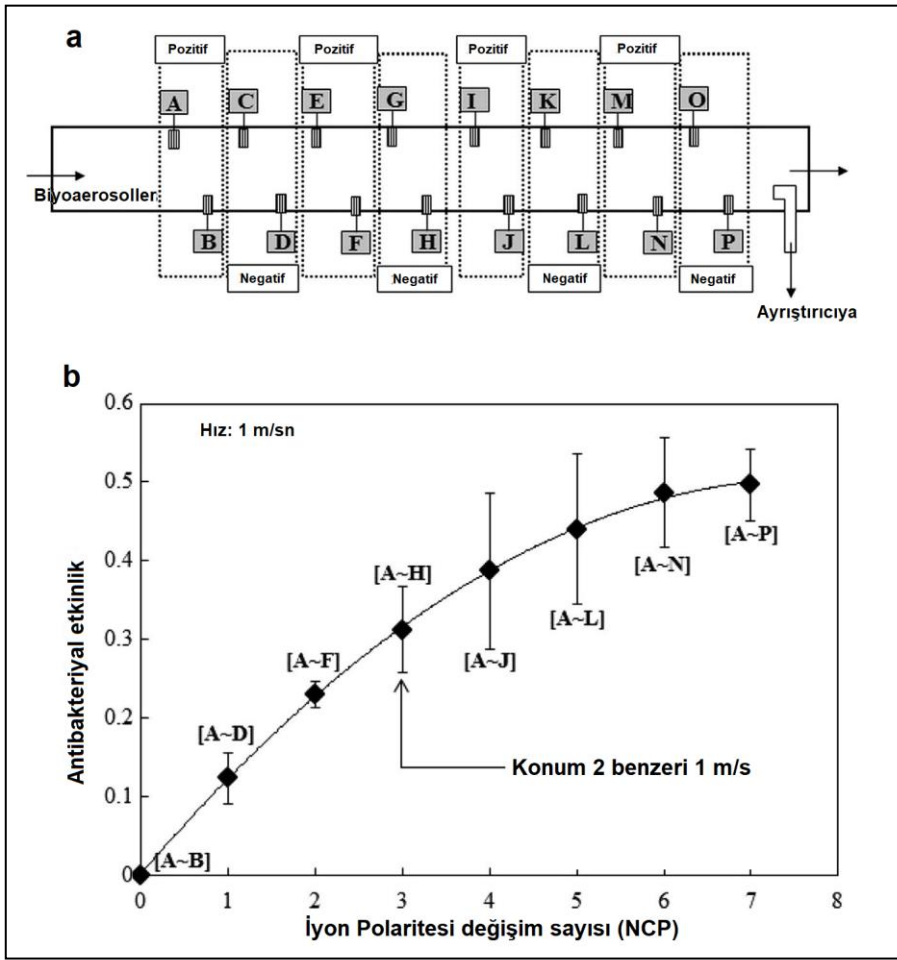 a
Pozitif
Pozitif
Pozitif
Pozitif
A
C
E
G
I
K
M
O
Biyoaerosoller
B
D
F
H
J
L
N
P
Negatif
Negatif
Negatif
Negatif
Ayrıştırıcıya
b
Antibakteriyal etkinlik
0.6
0.5
0.4
0.3
0.2
0.1
0
Hız: 1 m/sn
[A~B]
[A~D]
[A~F]
[A~H]
[A~J]
[A~L]
[A~N]
[A~P]
Konum 2 benzeri 1 m/s
0 1 2 3 4 5 6 7 8
İyon Polaritesi değişim sayısı (NCP)